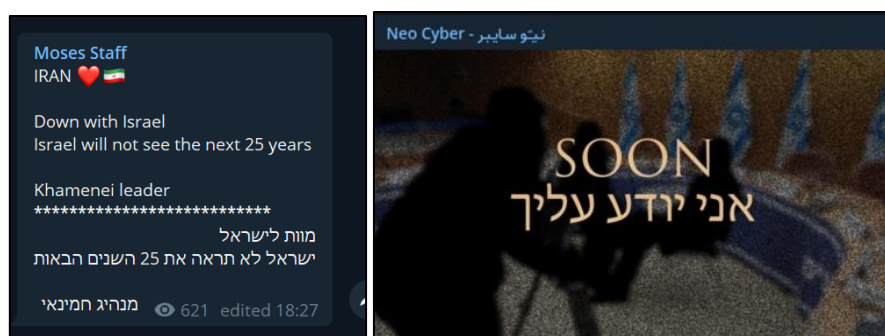 Moses Staff
IRAN ❤️🇮🇷
Down with Israel
Israel will not see the next 25 years
Khamenei leader
***************************
מוות לישראל
ישראל לא תראה את 25 השנים הבאות
מנהיג חמינאי
621 edited 18:27
Neo Cyber - نيتو سايبر
SOON
אני יודע עליך